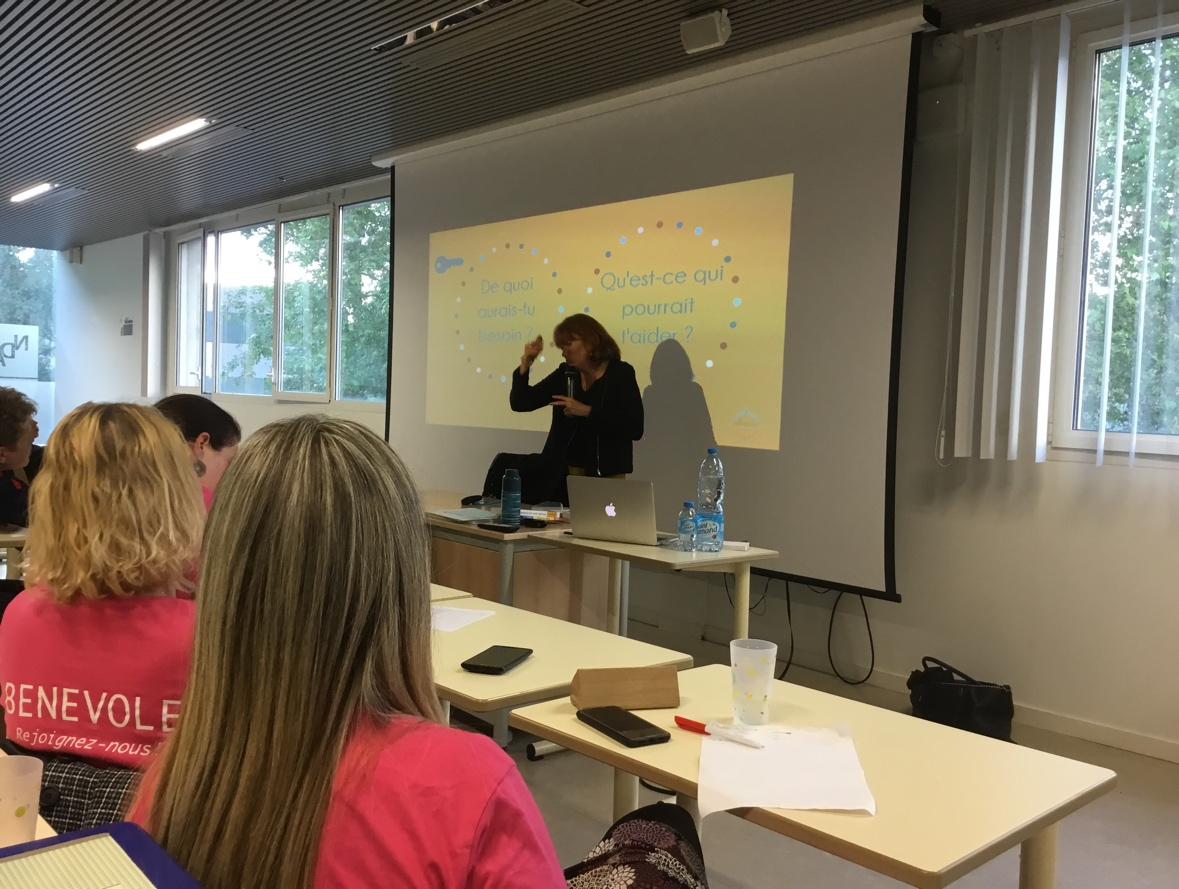 De quoi
aurais-tu
besoin ?
Qu'est-ce qui
pourrait
t'aider ?
BENEVOLE
Rejoignez-nous